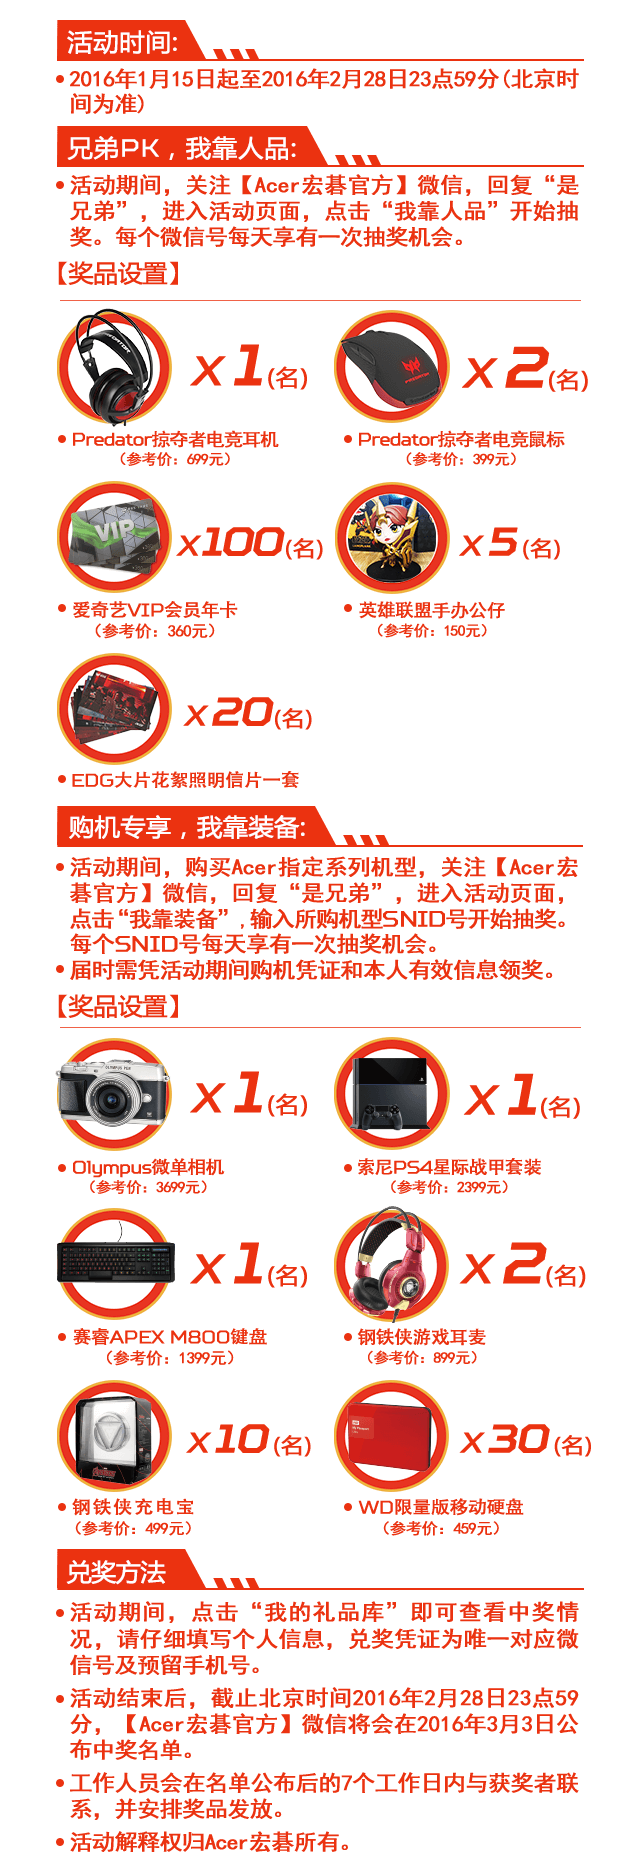 活动时间:
• 2016年1月15日起至2016年2月28日23点59分(北京时
间为准)
兄弟PK，我靠人品:
• 活动期间，关注【Acer宏碁官方】微信，回复“是
兄弟”，进入活动页面，点击“我靠人品”开始抽
奖。每个微信号每天享有一次抽奖机会。
【奖品设置】
X 1(名)
X 2(名)
• Predator掠夺者电竞耳机
（参考价：699元）
• Predator掠夺者电竞鼠标
（参考价：399元）
VIP
X100(名)
X 5(名)
• 爱奇艺VIP会员年卡
（参考价：360元）
• 英雄联盟手办公仔
（参考价：150元）
X 20(名)
• EDG大片花絮照明信片一套
购机专享，我靠装备:
• 活动期间，购买Acer指定系列机型，关注【Acer宏
碁官方】微信，回复“是兄弟”，进入活动页面，
点击“我靠装备”,输入所购机型SNID号开始抽奖。
每个SNID号每天享有一次抽奖机会。
• 届时需凭活动期间购机凭证和本人有效信息领奖。
【奖品设置】
X 1(名)
X 1(名)
• Olympus微单相机
（参考价：3699元）
• 索尼PS4星际战甲套装
（参考价：2399元）
X 1(名)
X 2(名)
• 赛睿APEX M800键盘
（参考价：1399元）
• 钢铁侠游戏耳麦
（参考价：899元）
X 10(名)
X 30(名)
• 钢铁侠充电宝
（参考价：499元）
• WD限量版移动硬盘
（参考价：459元）
兑奖方法
• 活动期间，点击“我的礼品库”即可查看中奖情
况，请仔细填写个人信息，兑奖凭证为唯一对应微
信号及预留手机号。
• 活动结束后，截止北京时间2016年2月28日23点59
分，【Acer宏碁官方】微信将会在2016年3月3日公
布中奖名单。
• 工作人员会在名单公布后的7个工作日内与获奖者联
系，并安排奖品发放。
• 活动解释权归Acer宏碁所有。